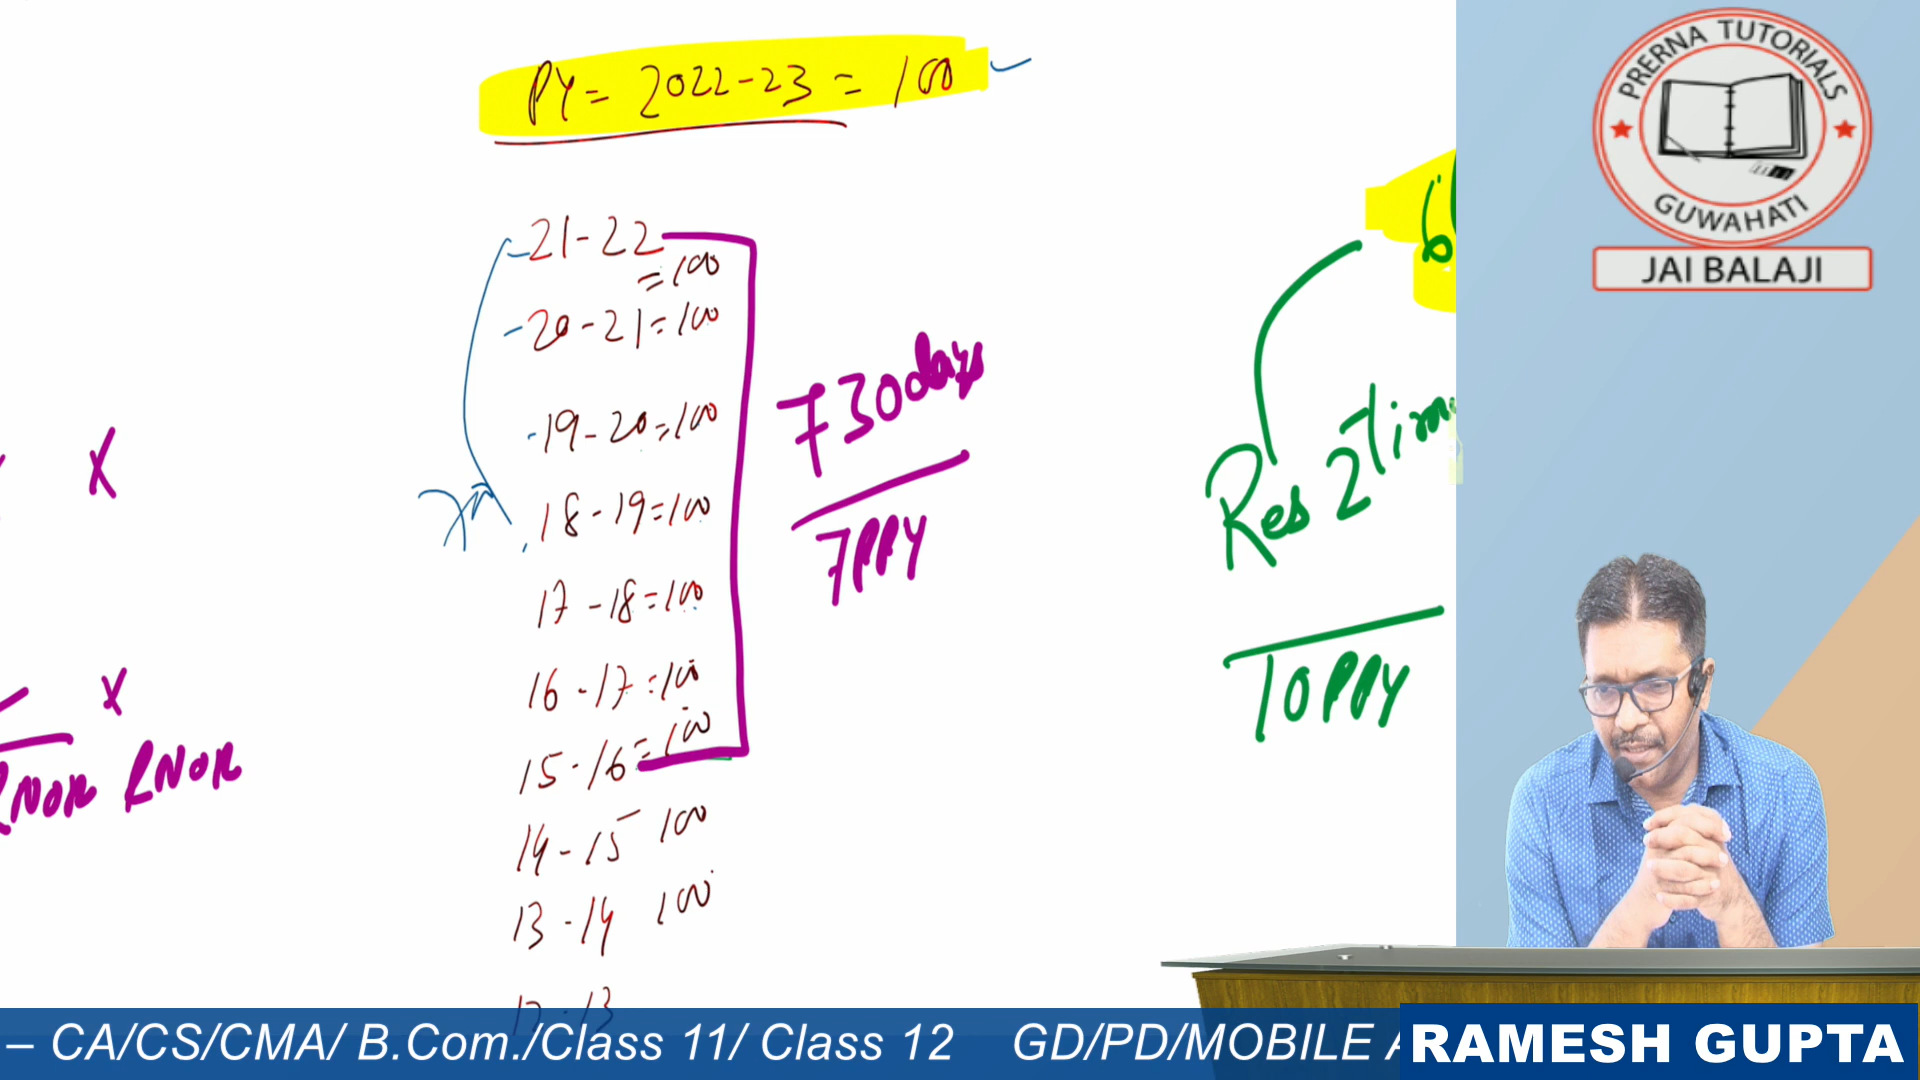 PY = 2022-23 = 100
21-22
=100
20-21=100
19-20=100
18-19=100
17-18=100
16-17=100
15-16=100
14-15 100
13-14 100
730 days
7PPY
X
X
RNOR RNOR
Res 2 Tim
10PPY
PRERNA TUTORIALS
GUWAHATI
JAI BALAJI
– CA/CS/CMA/ B.Com./Class 11/ Class 12 GD/PD/MOBILE A
RAMESH GUPTA